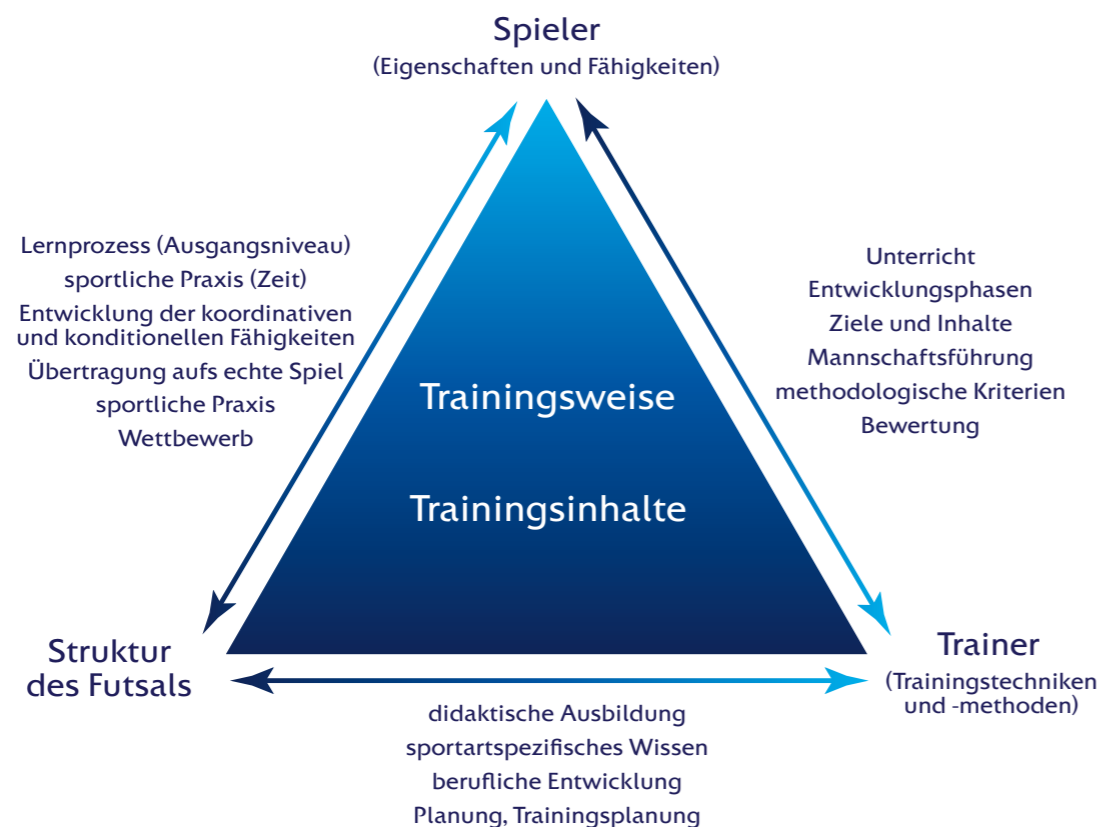 Spieler
(Eigenschaften und Fähigkeiten)
Lernprozess (Ausgangsniveau)
sportliche Praxis (Zeit)
Entwicklung der koordinativen
und konditionellen Fähigkeiten
Übertragung aufs echte Spiel
sportliche Praxis
Wettbewerb
Unterricht
Entwicklungsphasen
Ziele und Inhalte
Mannschaftsführung
methodologische Kriterien
Bewertung
Trainingsweise
Trainingsinhalte
Struktur
des Futsals
Trainer
(Trainingstechniken
und -methoden)
didaktische Ausbildung
sportartspezifisches Wissen
berufliche Entwicklung
Planung, Trainingsplanung